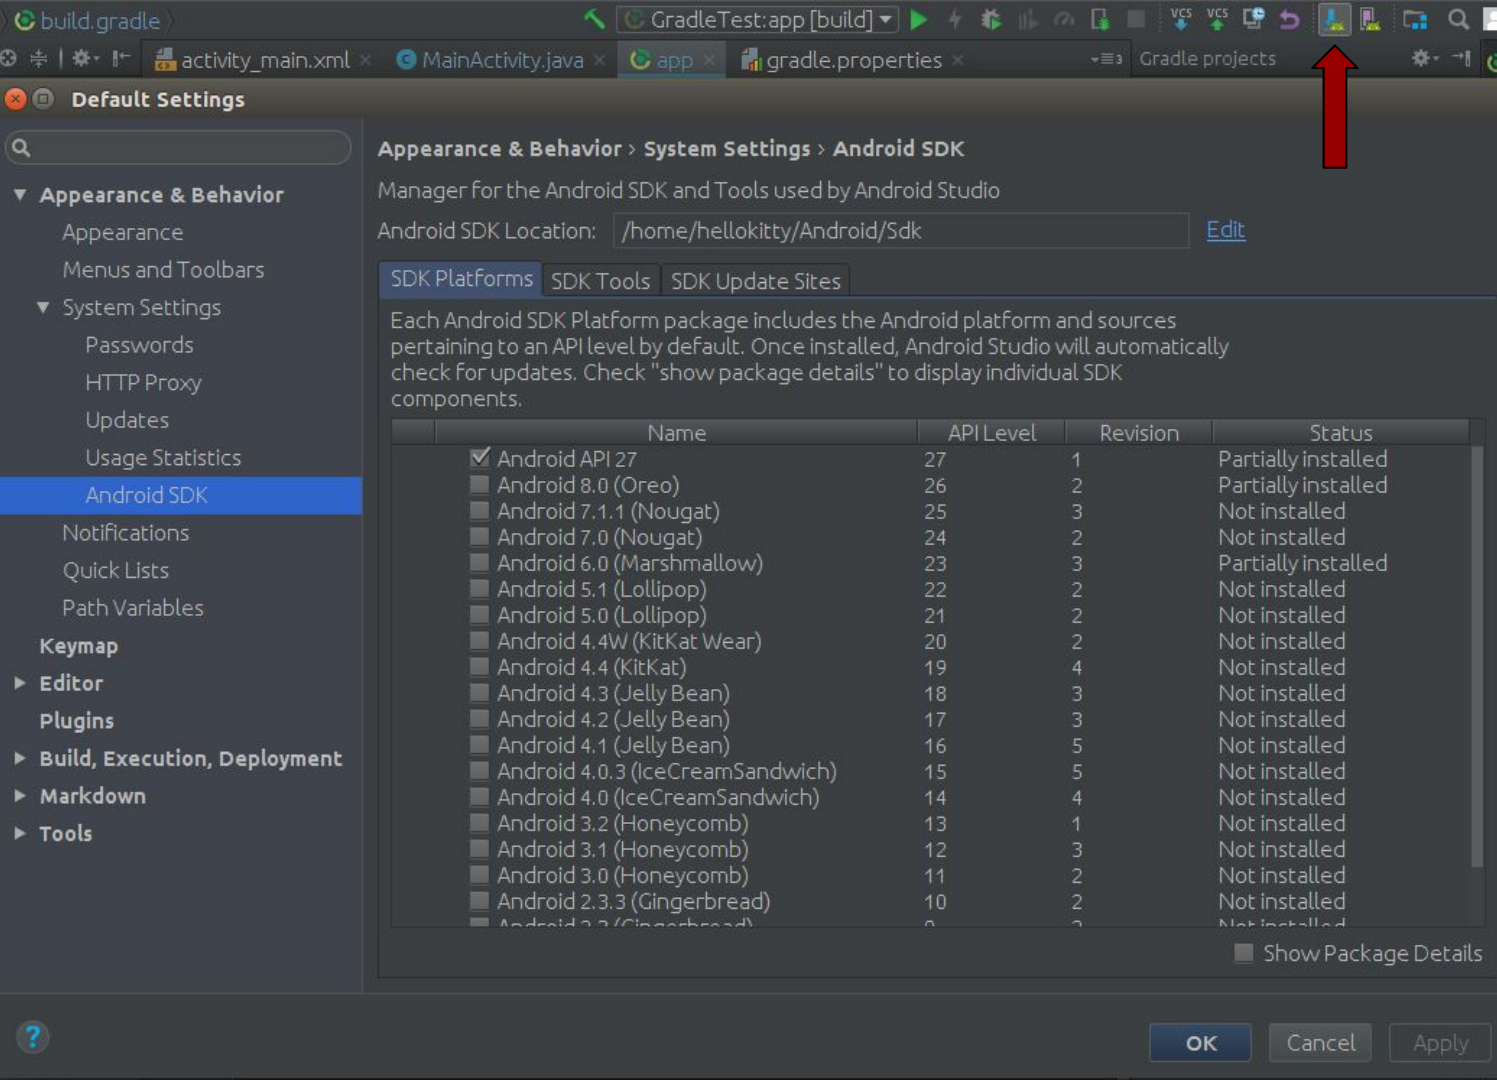 build.gradle
GradleTest:app [build]
VCS
VCS
activity_main.xml
MainActivity.java
app
gradle.properties
Gradle projects
Default Settings
Appearance & Behavior
Appearance
Menus and Toolbars
System Settings
Passwords
HTTP Proxy
Updates
Usage Statistics
Android SDK
Notifications
Quick Lists
Path Variables
Keymap
Editor
Plugins
Build, Execution, Deployment
Markdown
Tools
Appearance & Behavior › System Settings › Android SDK
Manager for the Android SDK and Tools used by Android Studio
Android SDK Location: /home/hellokitty/Android/Sdk Edit
SDK Platforms SDK Tools SDK Update Sites
Each Android SDK Platform package includes the Android platform and sources
pertaining to an API level by default. Once installed, Android Studio will automatically
check for updates. Check "show package details" to display individual SDK
components.
Name API Level Revision Status
Android API 27 27 1 Partially installed
Android 8.0 (Oreo) 26 2 Partially installed
Android 7.1.1 (Nougat) 25 3 Not installed
Android 7.0 (Nougat) 24 2 Not installed
Android 6.0 (Marshmallow) 23 3 Partially installed
Android 5.1 (Lollipop) 22 2 Not installed
Android 5.0 (Lollipop) 21 2 Not installed
Android 4.4W (KitKat Wear) 20 2 Not installed
Android 4.4 (KitKat) 19 4 Not installed
Android 4.3 (Jelly Bean) 18 3 Not installed
Android 4.2 (Jelly Bean) 17 3 Not installed
Android 4.1 (Jelly Bean) 16 5 Not installed
Android 4.0.3 (IceCreamSandwich) 15 5 Not installed
Android 4.0 (IceCreamSandwich) 14 4 Not installed
Android 3.2 (Honeycomb) 13 1 Not installed
Android 3.1 (Honeycomb) 12 3 Not installed
Android 3.0 (Honeycomb) 11 2 Not installed
Android 2.3.3 (Gingerbread) 10 2 Not installed
Show Package Details
?
OK Cancel Apply